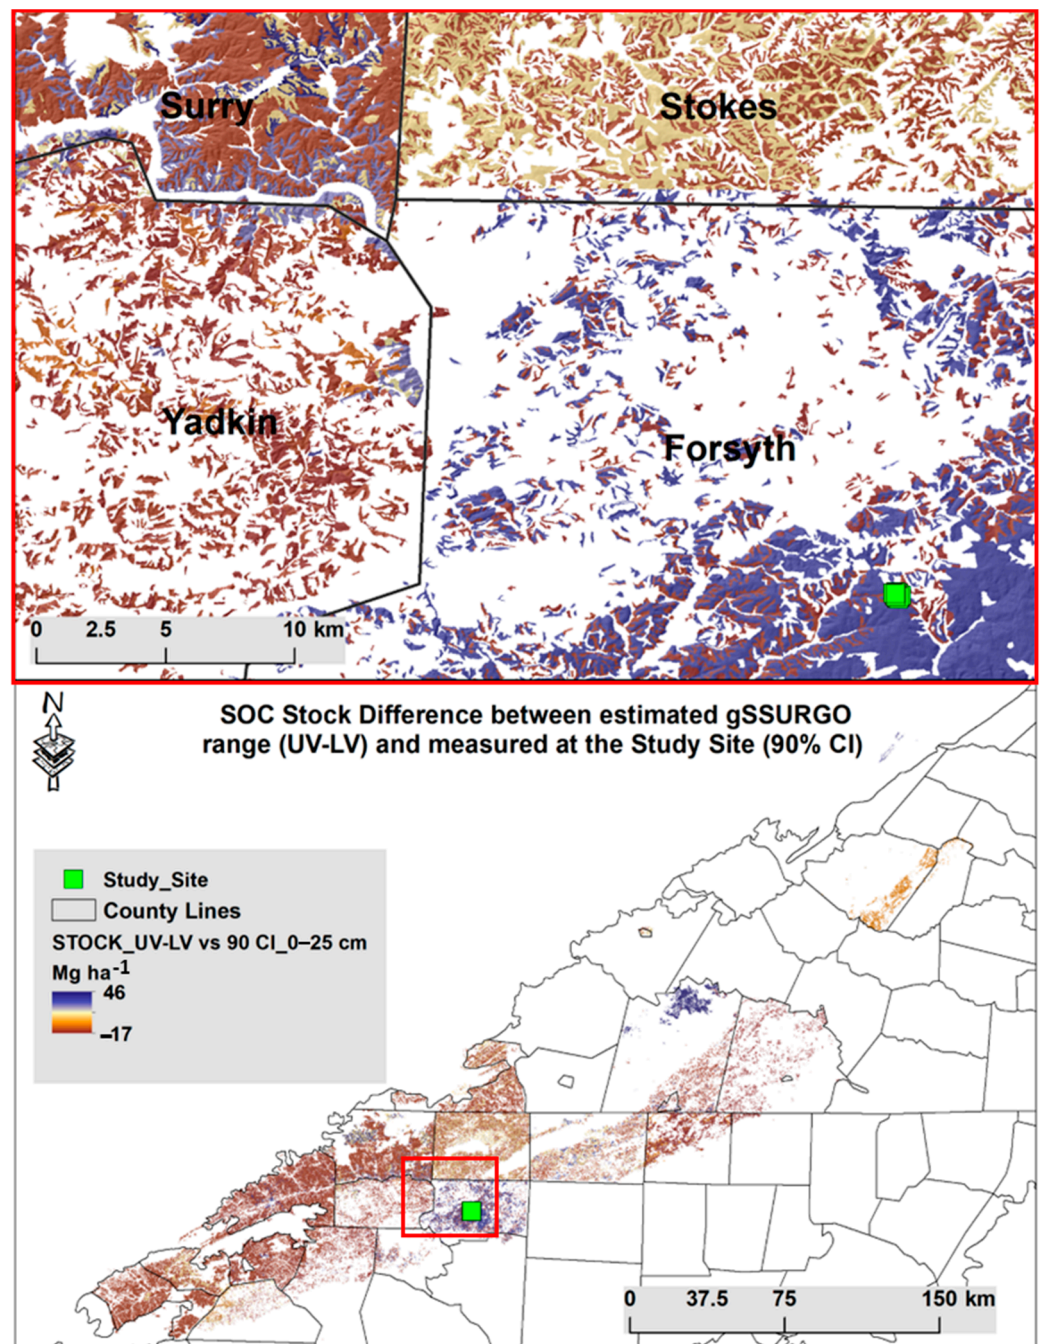 Surry
Stokes
Yadkin
Forsyth
0 2.5 5 10 km
N
SOC Stock Difference between estimated gSSURGO
range (UV-LV) and measured at the Study Site (90% CI)
Study_Site
County Lines
STOCK_UV-LV vs 90 CI_0–25 cm
Mg ha-1
46
–17
0 37.5 75 150 km